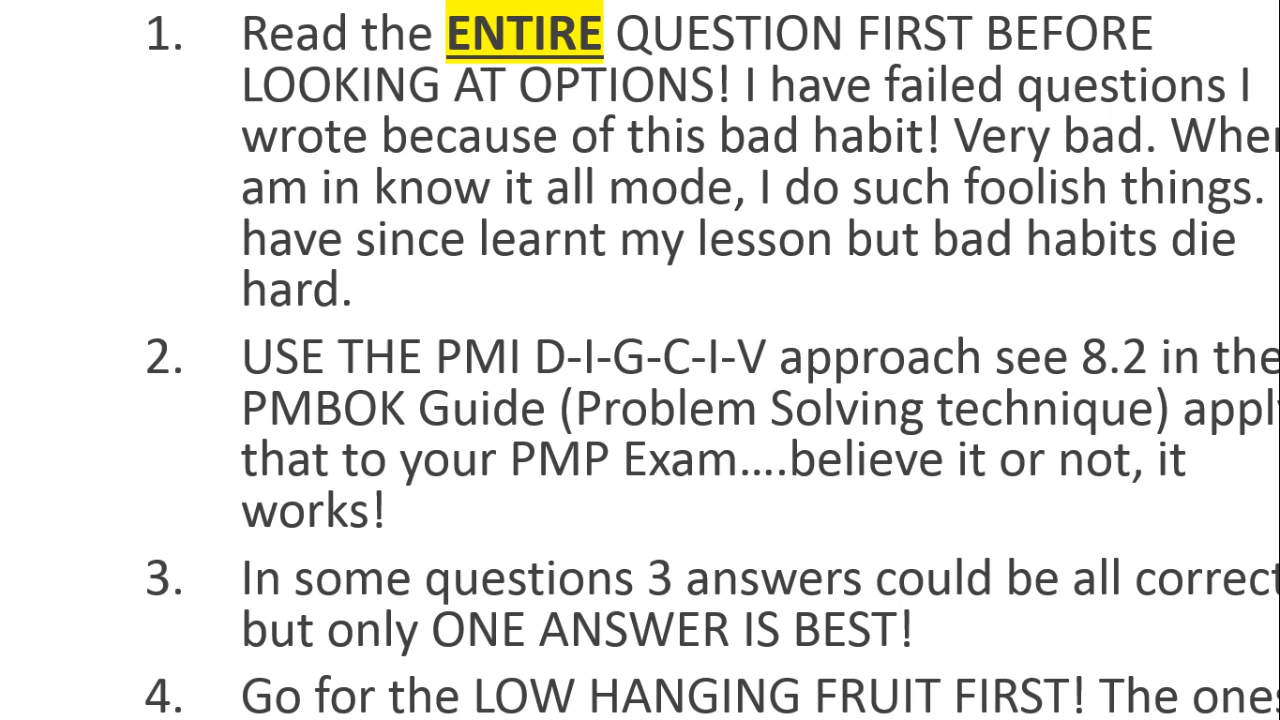 1. Read the ENTIRE QUESTION FIRST BEFORE
LOOKING AT OPTIONS! I have failed questions I
wrote because of this bad habit! Very bad.
am in know it all mode, I do such foolish things.
have since learnt my lesson but bad habits die
hard.
2. USE THE PMI D-I-G-C-I-V approach see 8.2 in the
PMBOK Guide (Problem Solving technique)
that to your PMP Exam....believe it or not, it
works!
3. In some questions 3 answers could be all correct
but only ONE ANSWER IS BEST!
4. Go for the LOW HANGING FRUIT FIRST! The